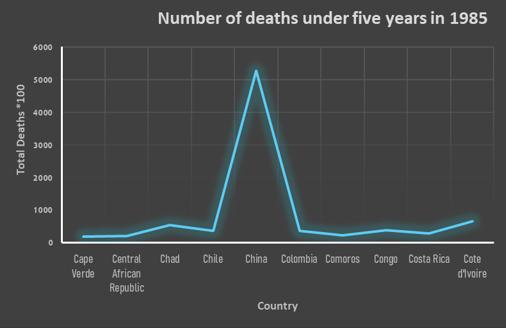 Number of deaths under five years in 1985
Total Deaths *100
6000
5000
4000
3000
2000
1000
0
Cape
Verde
Central
African
Republic
Chad
Chile
China
Colombia
Comoros
Congo
Costa Rica
Cote
d'Ivoire
Country